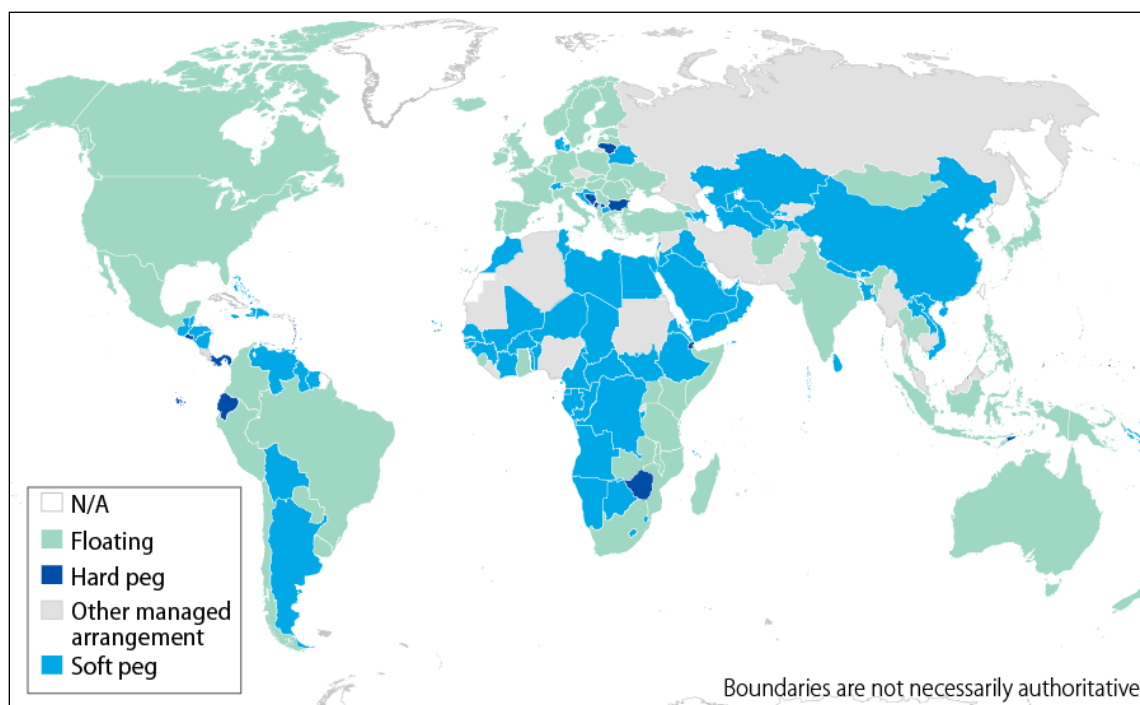 N/A
Floating
Hard peg
Other managed
arrangement
Soft peg
Boundaries are not necessarily authoritative